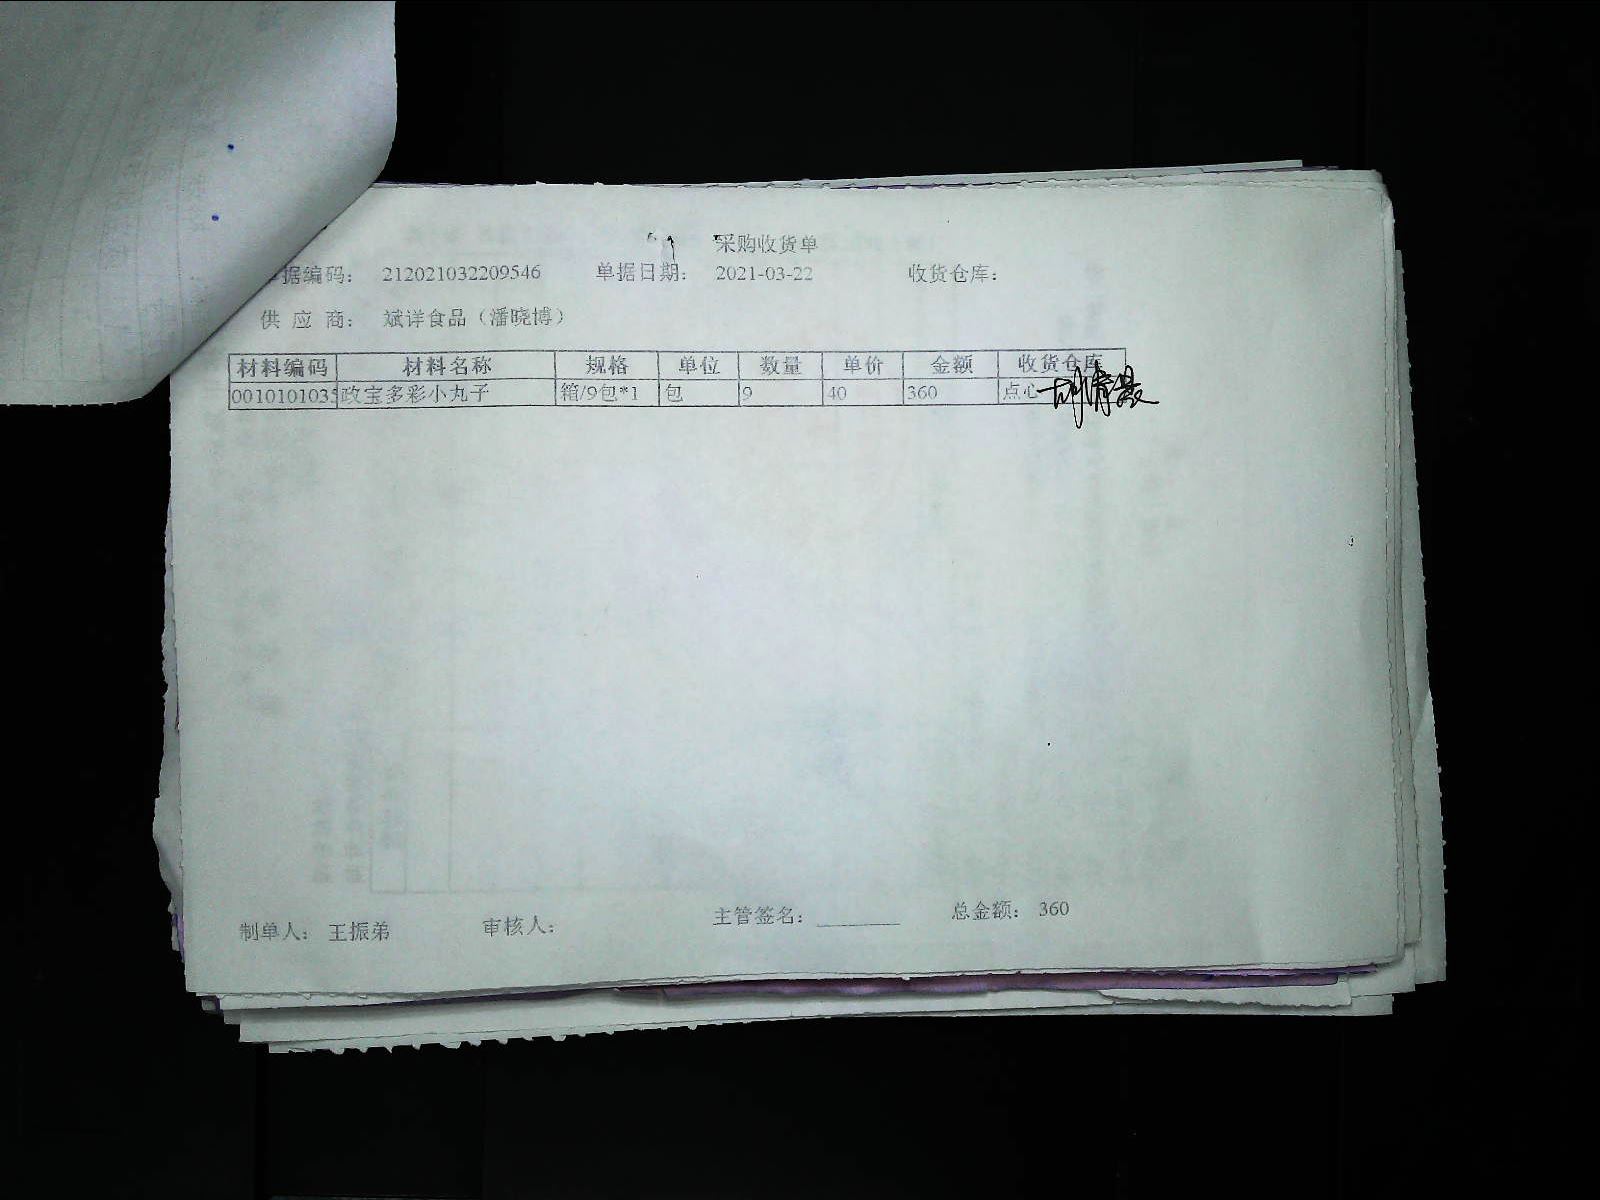 采购收货单
据编码： 212021032209546 单据日期： 2021-03-22 收货仓库：
供 应 商： 斌详食品（潘晓博）
材料编码 材料名称 规格 单位 数量 单价 金额 收货仓库
0010101035 政宝多彩小丸子 箱/9包*1 包 9 40 360 点心
制单人： 王振弟 审核人： 主管签名： 总金额： 360